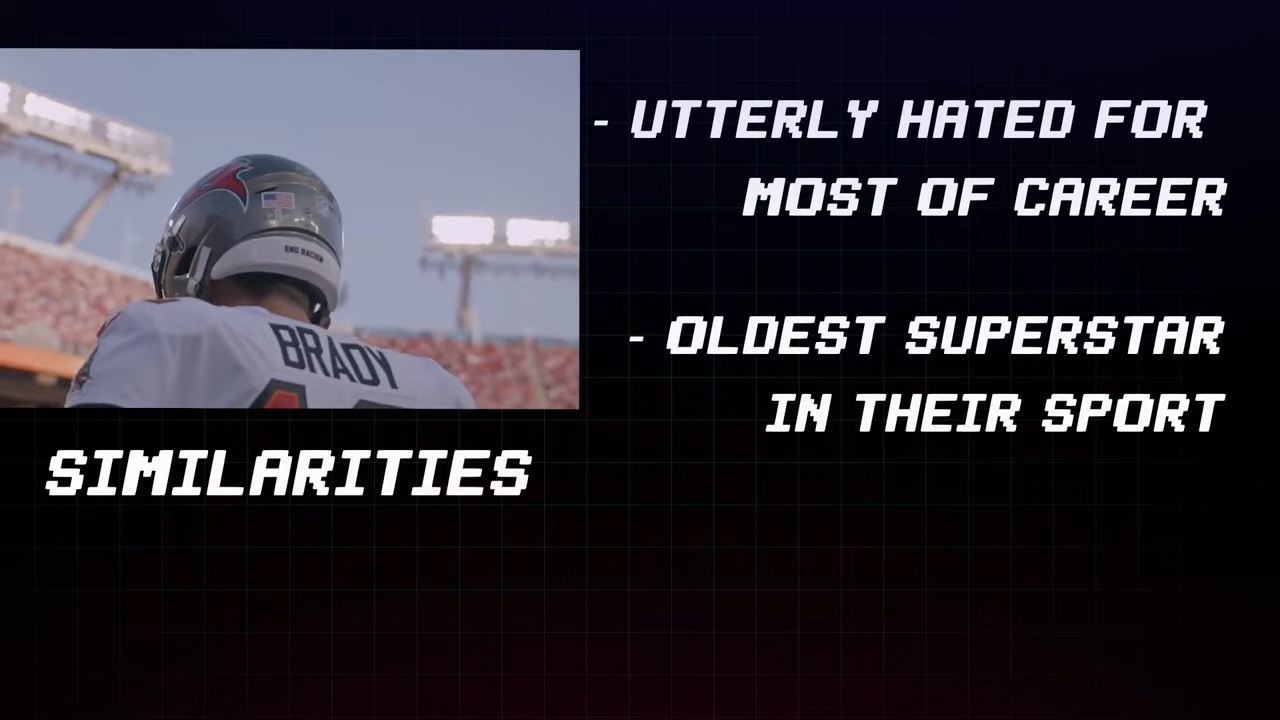 - UTTERLY HATED FOR
MOST OF CAREER
- OLDEST SUPERSTAR
IN THEIR SPORT
END RACISM
BRADY
SIMILARITIES